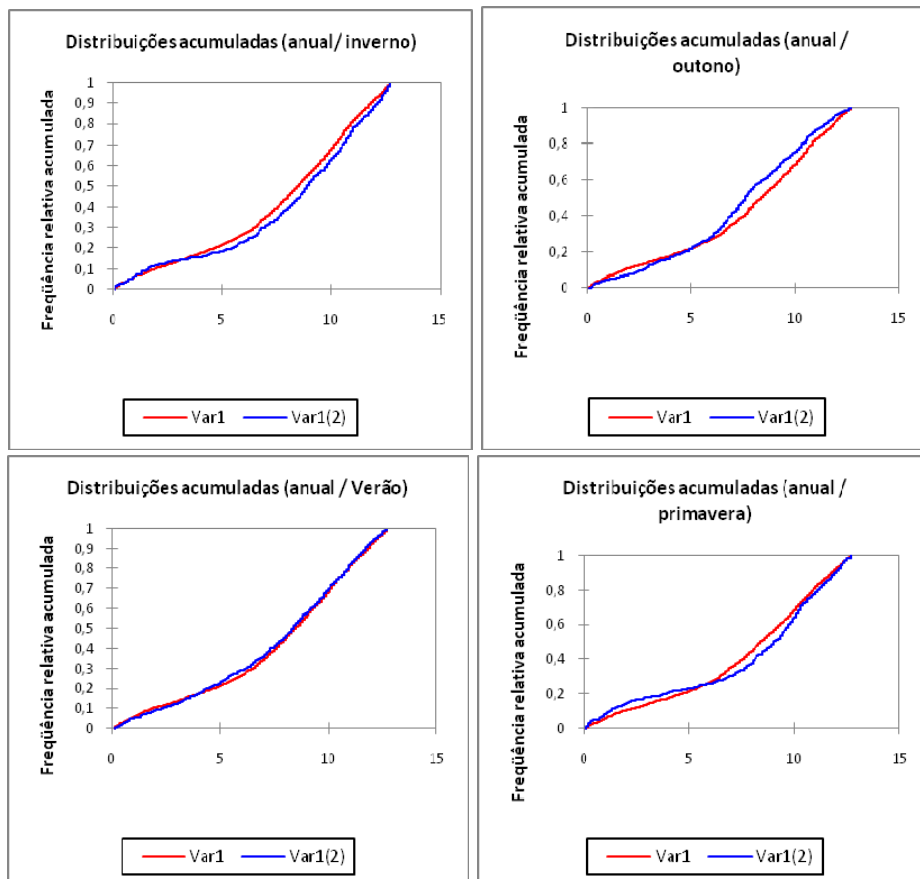 Distribuições acumuladas (anual/ inverno)
Freqüência relativa acumulada
1
0,9
0,8
0,7
0,6
0,5
0,4
0,3
0,2
0,1
0
0 5 10 15
Var1 Var1(2)
Distribuições acumuladas (anual /
outono)
Freqüência relativa acumulada
1
0,8
0,6
0,4
0,2
0
0 5 10 15
Var1 Var1(2)
Distribuições acumuladas (anual / Verão)
Freqüência relativa acumulada
1
0,9
0,8
0,7
0,6
0,5
0,4
0,3
0,2
0,1
0
0 5 10 15
Var1 Var1(2)
Distribuições acumuladas (anual /
primavera)
Freqüência relativa acumulada
1
0,8
0,6
0,4
0,2
0
0 5 10 15
Var1 Var1(2)